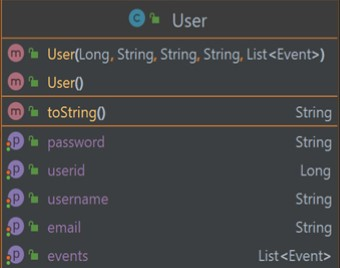 User
User(Long, String, String, String, List<Event>)
User()
toString() String
password String
userid Long
username String
email String
events List<Event>